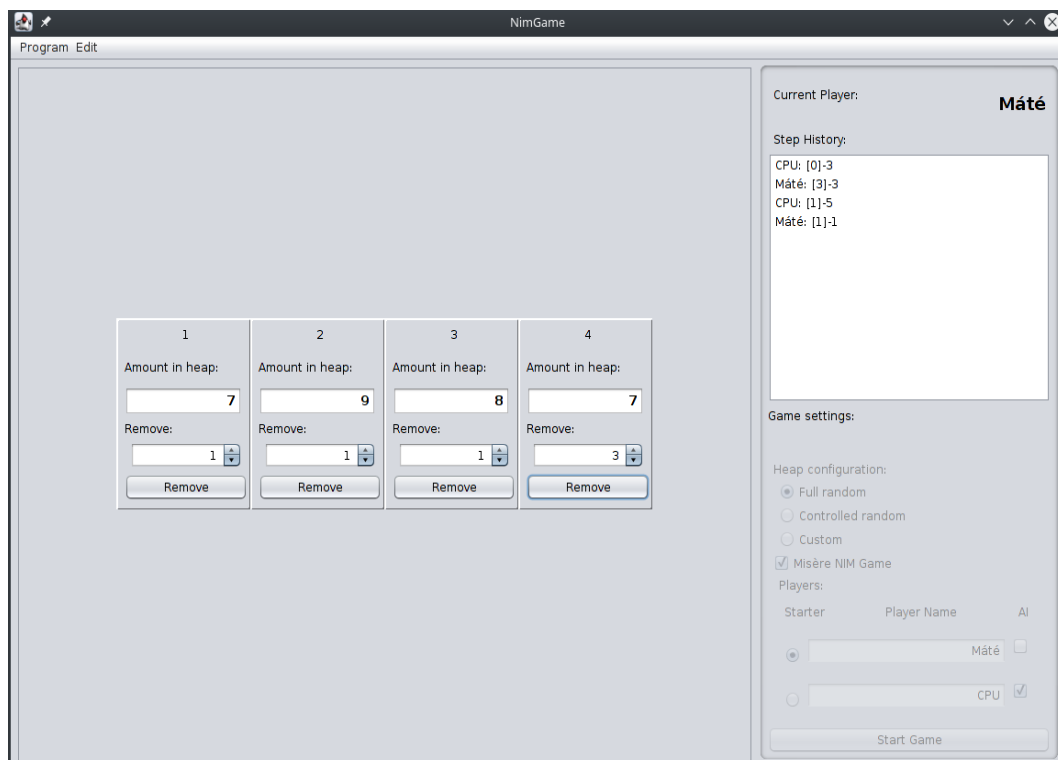 NimGame
Program Edit
1 2 3 4
Amount in heap: Amount in heap: Amount in heap: Amount in heap:
7 9 8 7
Remove: Remove: Remove: Remove:
1 1 1 3
Remove Remove Remove Remove
Current Player:
Máté
Step History:
CPU: [0]-3
Máté: [3]-3
CPU: [1]-5
Máté: [1]-1
Game settings:
Heap configuration:
Full random
Controlled random
Custom
Misère NIM Game
Players:
Starter Player Name AI
Máté
CPU
Start Game